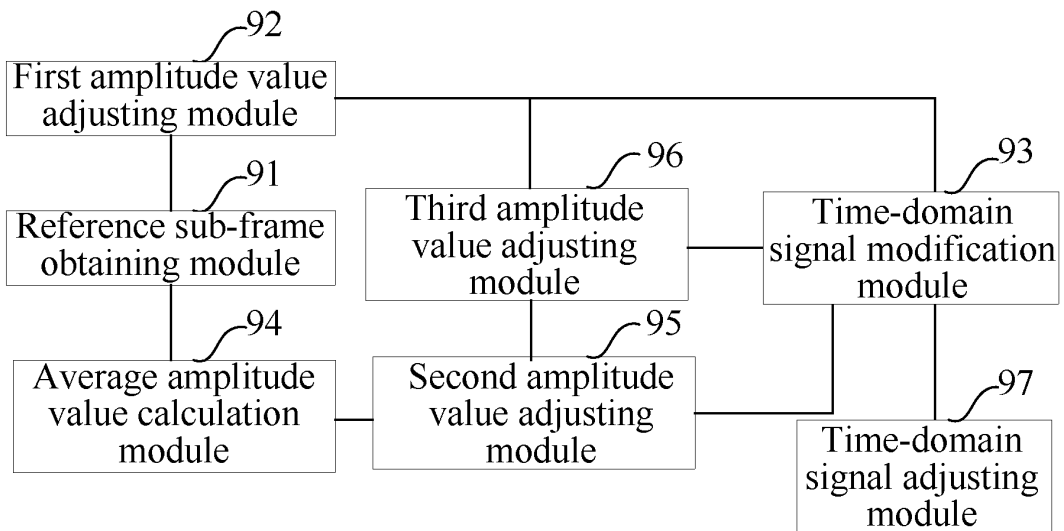 92
First amplitude value
adjusting module
91
Reference sub-frame
obtaining module
94
Average amplitude
value calculation
module
96
Third amplitude
value adjusting
module
95
Second amplitude
value adjusting
module
93
Time-domain
signal modification
module
97
Time-domain
signal adjusting
module